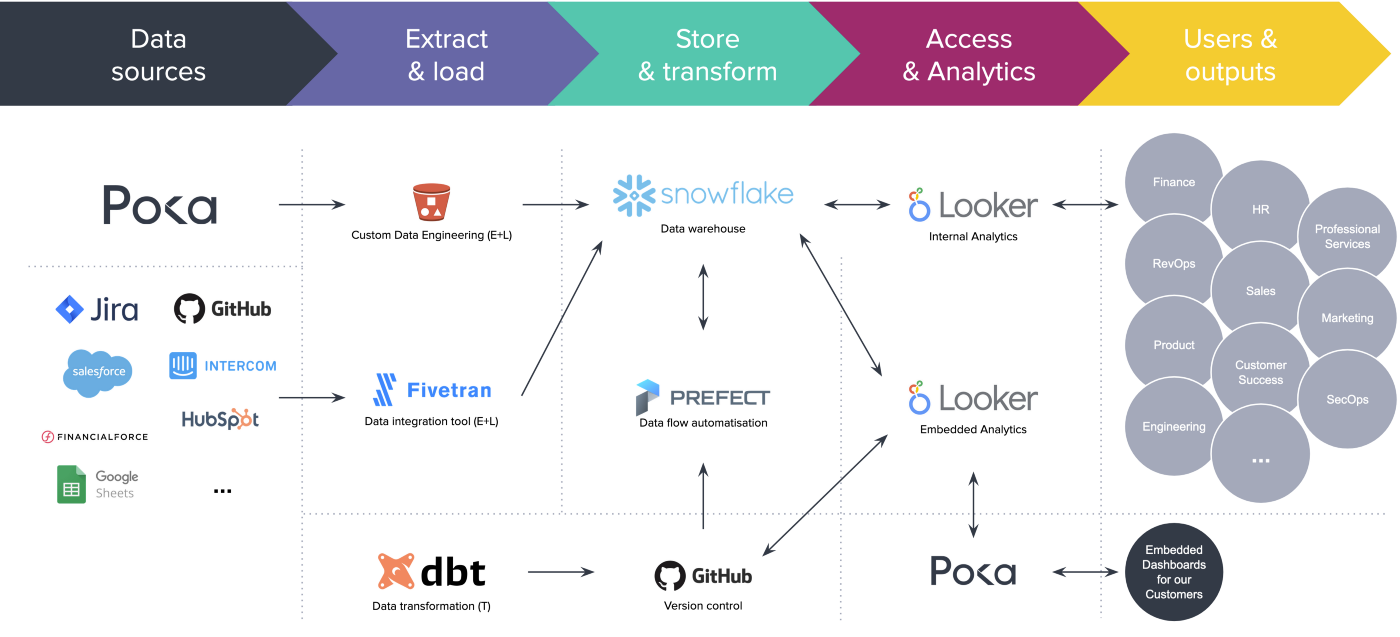 Data
sources
Extract
& load
Store
& transform
Access
& Analytics
Users &
outputs
Poka
Custom Data Engineering (E+L)
snowflake
Data warehouse
Looker
Internal Analytics
Finance
HR
Professional
Services
RevOps
Sales
Marketing
Product
Customer
Success
SecOps
Engineering
...
Jira
GitHub
salesforce
INTERCOM
HubSpot
FINANCIALFORCE
Google
Sheets
...
Fivetran
Data integration tool (E+L)
PREFECT
Data flow automatisation
Looker
Embedded Analytics
dbt
Data transformation (T)
GitHub
Version control
Poka
Embedded
Dashboards
for our
Customers